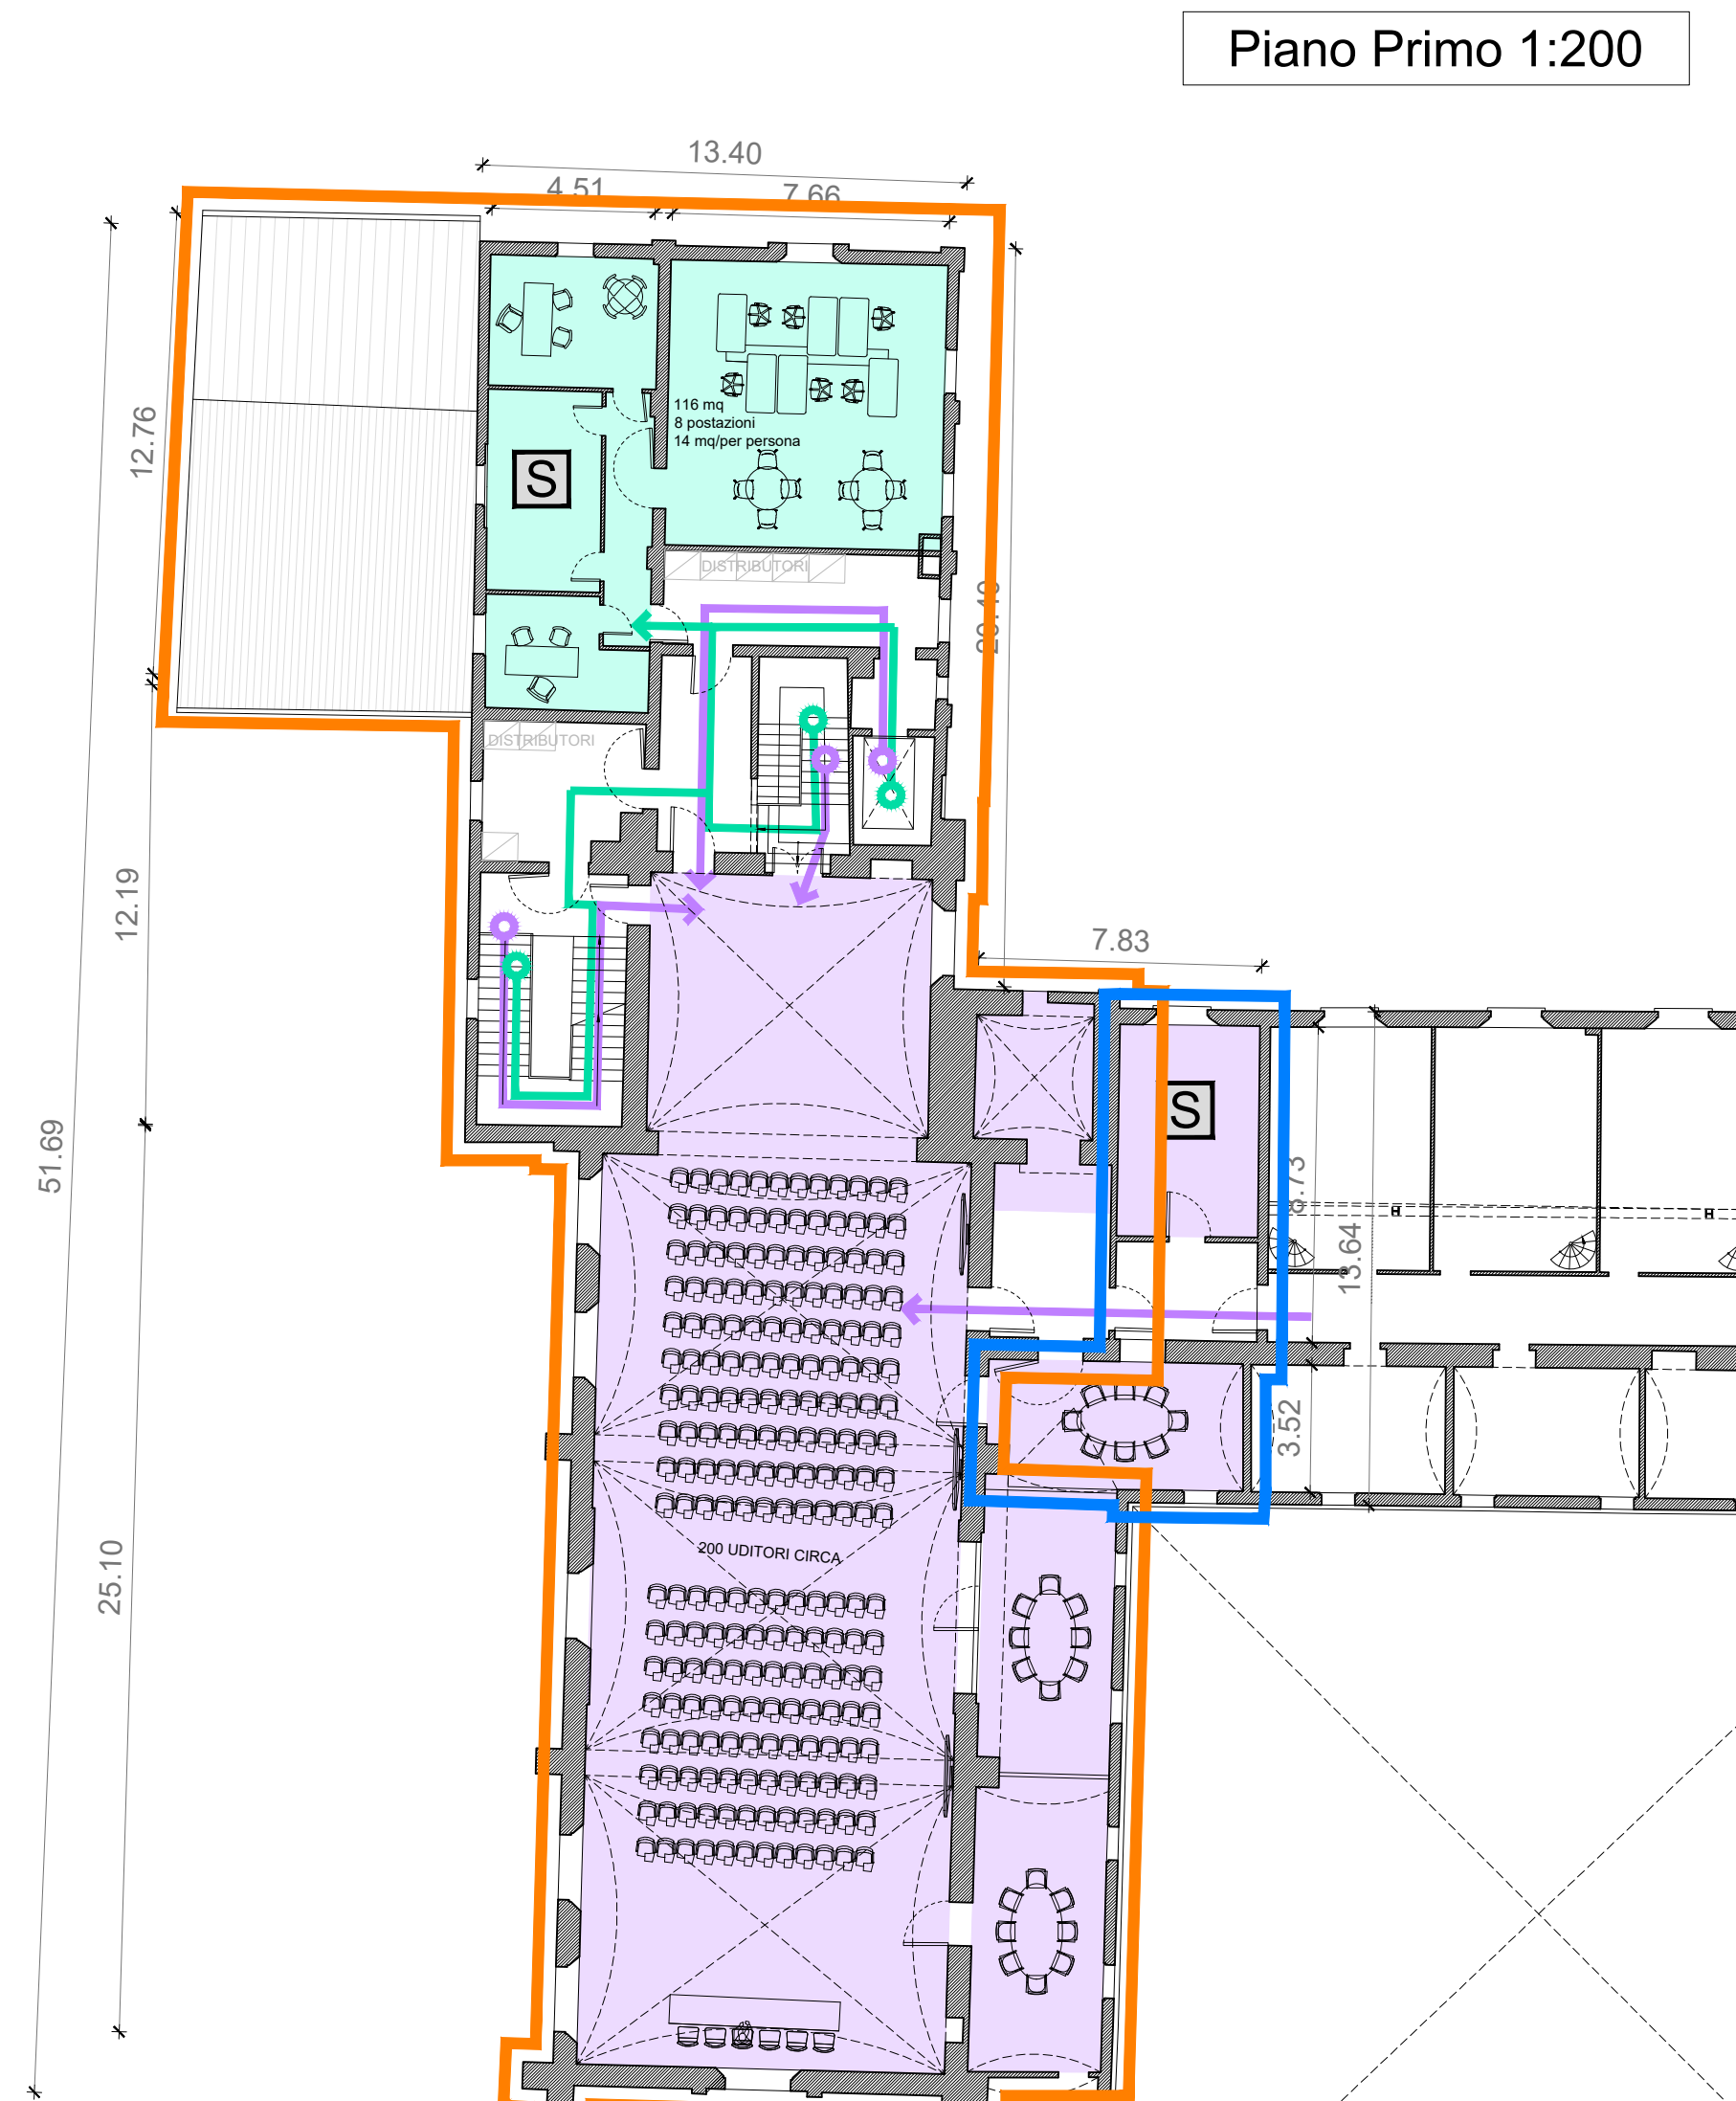 Piano Primo 1:200
13.40
4.51
7.66
12.76
116 mq
8 postazioni
14 mq/per persona
S
DISTRIBUTORI
DISTRIBUTORI
12.19
7.83
51.69
S
13.64
3.52
25.10
200 UDITORI CIRCA